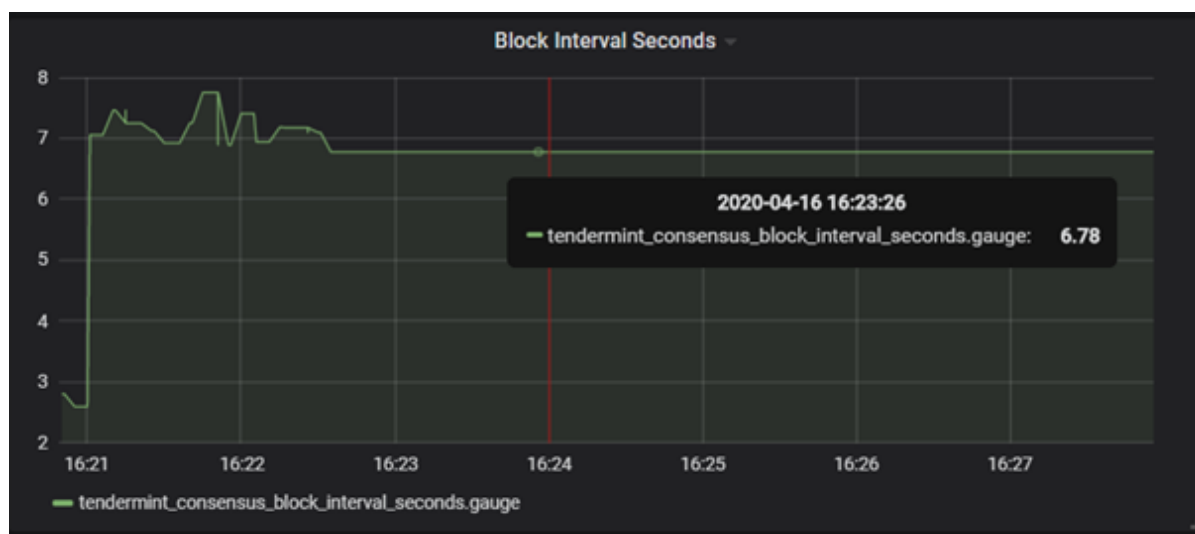 Block Interval Seconds
8
7
6
5
4
3
2
2020-04-16 16:23:26
tendermint_consensus_block_interval_seconds.gauge: 6.78
16:21 16:22 16:23 16:24 16:25 16:26 16:27
tendermint_consensus_block_interval_seconds.gauge